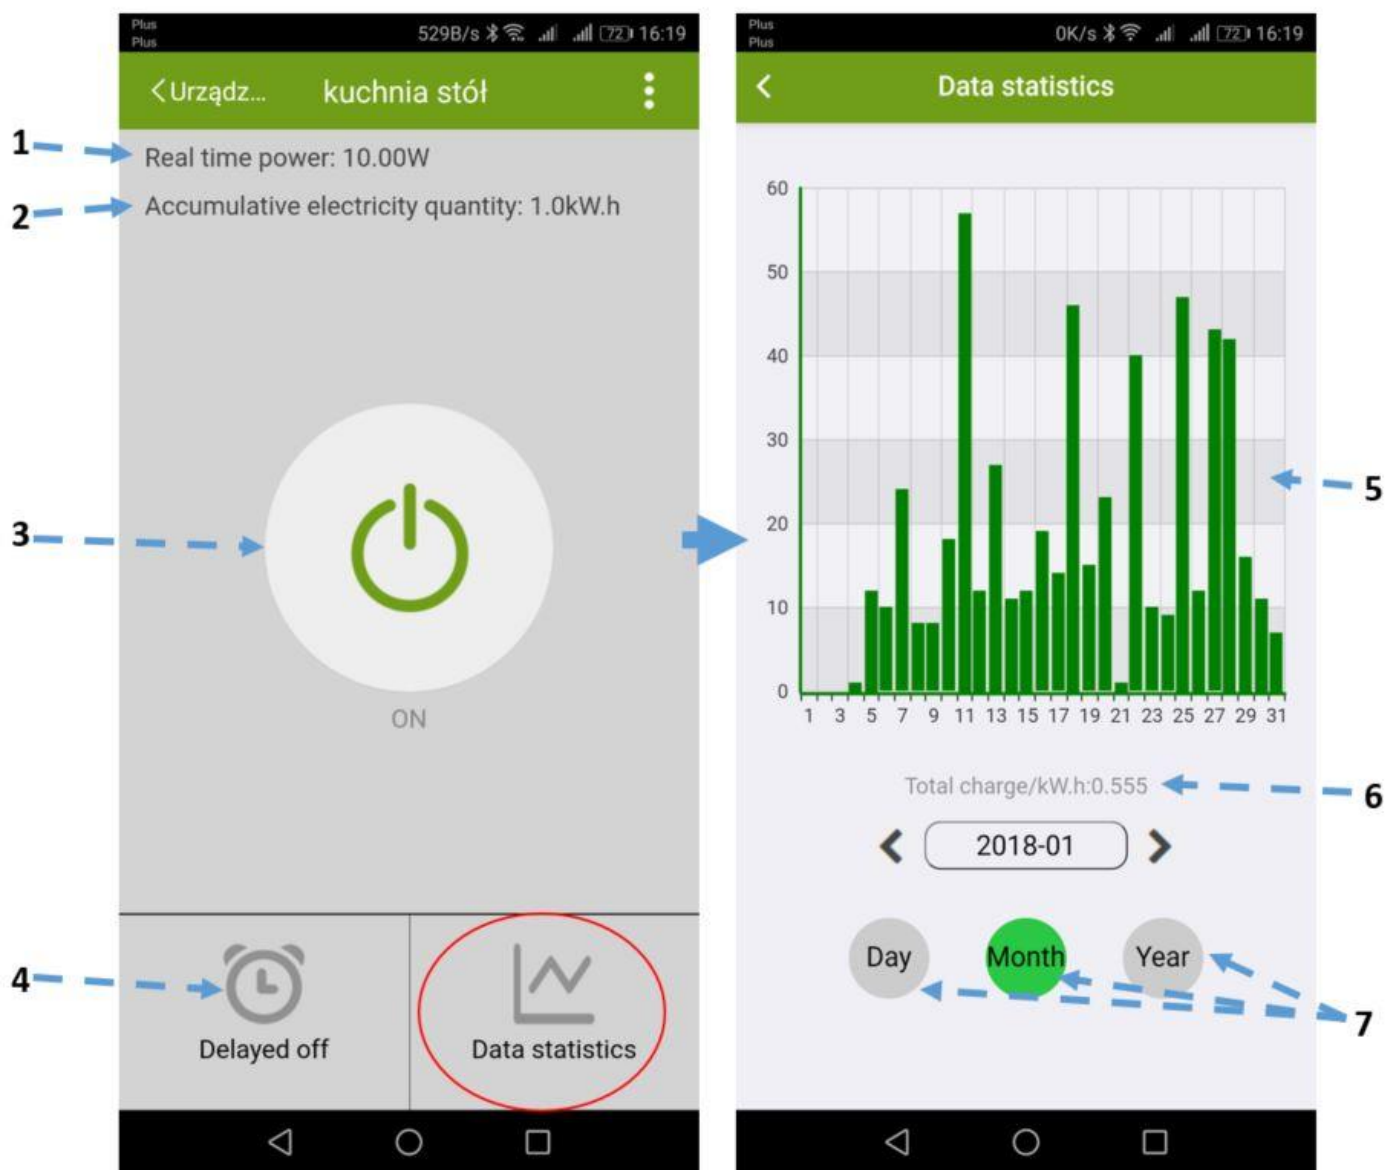 Plus
Plus
529B/s 72 16:19
Urządz... kuchnia stół
1
Real time power: 10.00W
2
Accumulative electricity quantity: 1.0kW.h
3
ON
4
Delayed off
Data statistics
Plus
Plus
0K/s 72 16:19
Data statistics
60
50
40
30
20
10
0
1 3 5 7 9 11 13 15 17 19 21 23 25 27 29 31
5
Total charge/kW.h:0.555
6
2018-01
Day Month Year
7